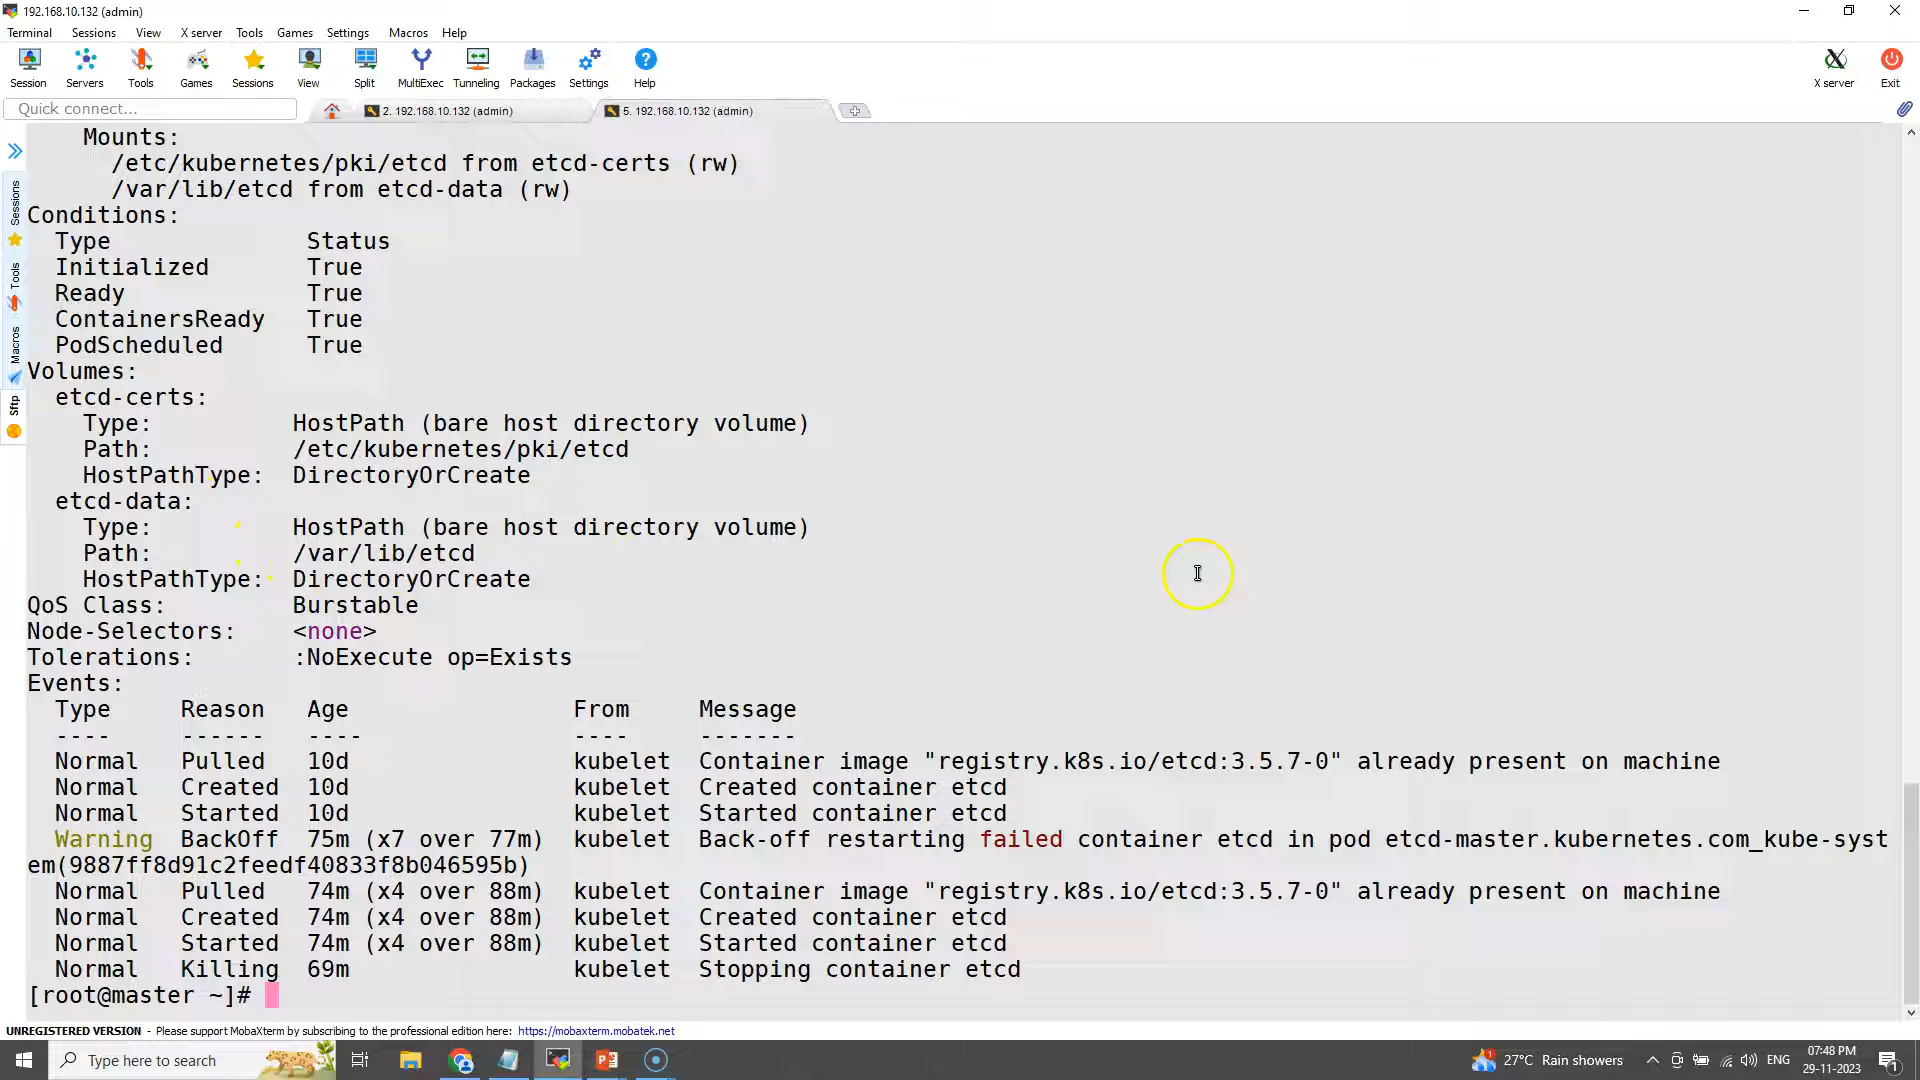 192.168.10.132 (admin)
Terminal Sessions View X server Tools Games Settings Macros Help
Session Servers Tools Games Sessions View Split MultiExec Tunneling Packages Settings Help X server Exit
Quick connect... 2. 192.168.10.132 (admin) 5. 192.168.10.132 (admin)
Sessions
Tools
Macros
Sftp
Mounts:
/etc/kubernetes/pki/etcd from etcd-certs (rw)
/var/lib/etcd from etcd-data (rw)
Conditions:
Type Status
Initialized True
Ready True
ContainersReady True
PodScheduled True
Volumes:
etcd-certs:
Type: HostPath (bare host directory volume)
Path: /etc/kubernetes/pki/etcd
HostPathType: DirectoryOrCreate
etcd-data:
Type: HostPath (bare host directory volume)
Path: /var/lib/etcd
HostPathType: DirectoryOrCreate
QoS Class: Burstable
Node-Selectors: <none>
Tolerations: :NoExecute op=Exists
Events:
Type Reason Age From Message
---- ------ ---- ---- -------
Normal Pulled 10d kubelet Container image "registry.k8s.io/etcd:3.5.7-0" already present on machine
Normal Created 10d kubelet Created container etcd
Normal Started 10d kubelet Started container etcd
Warning BackOff 75m (x7 over 77m) kubelet Back-off restarting failed container etcd in pod etcd-master.kubernetes.com_kube-syst
em(9887ff8d91c2feedf40833f8b046595b)
Normal Pulled 74m (x4 over 88m) kubelet Container image "registry.k8s.io/etcd:3.5.7-0" already present on machine
Normal Created 74m (x4 over 88m) kubelet Created container etcd
Normal Started 74m (x4 over 88m) kubelet Started container etcd
Normal Killing 69m kubelet Stopping container etcd
[root@master ~]#
UNREGISTERED VERSION - Please support MobaXterm by subscribing to the professional edition here: https://mobaxterm.mobatek.net
Type here to search 27°C Rain showers ENG 07:48 PM
29-11-2023